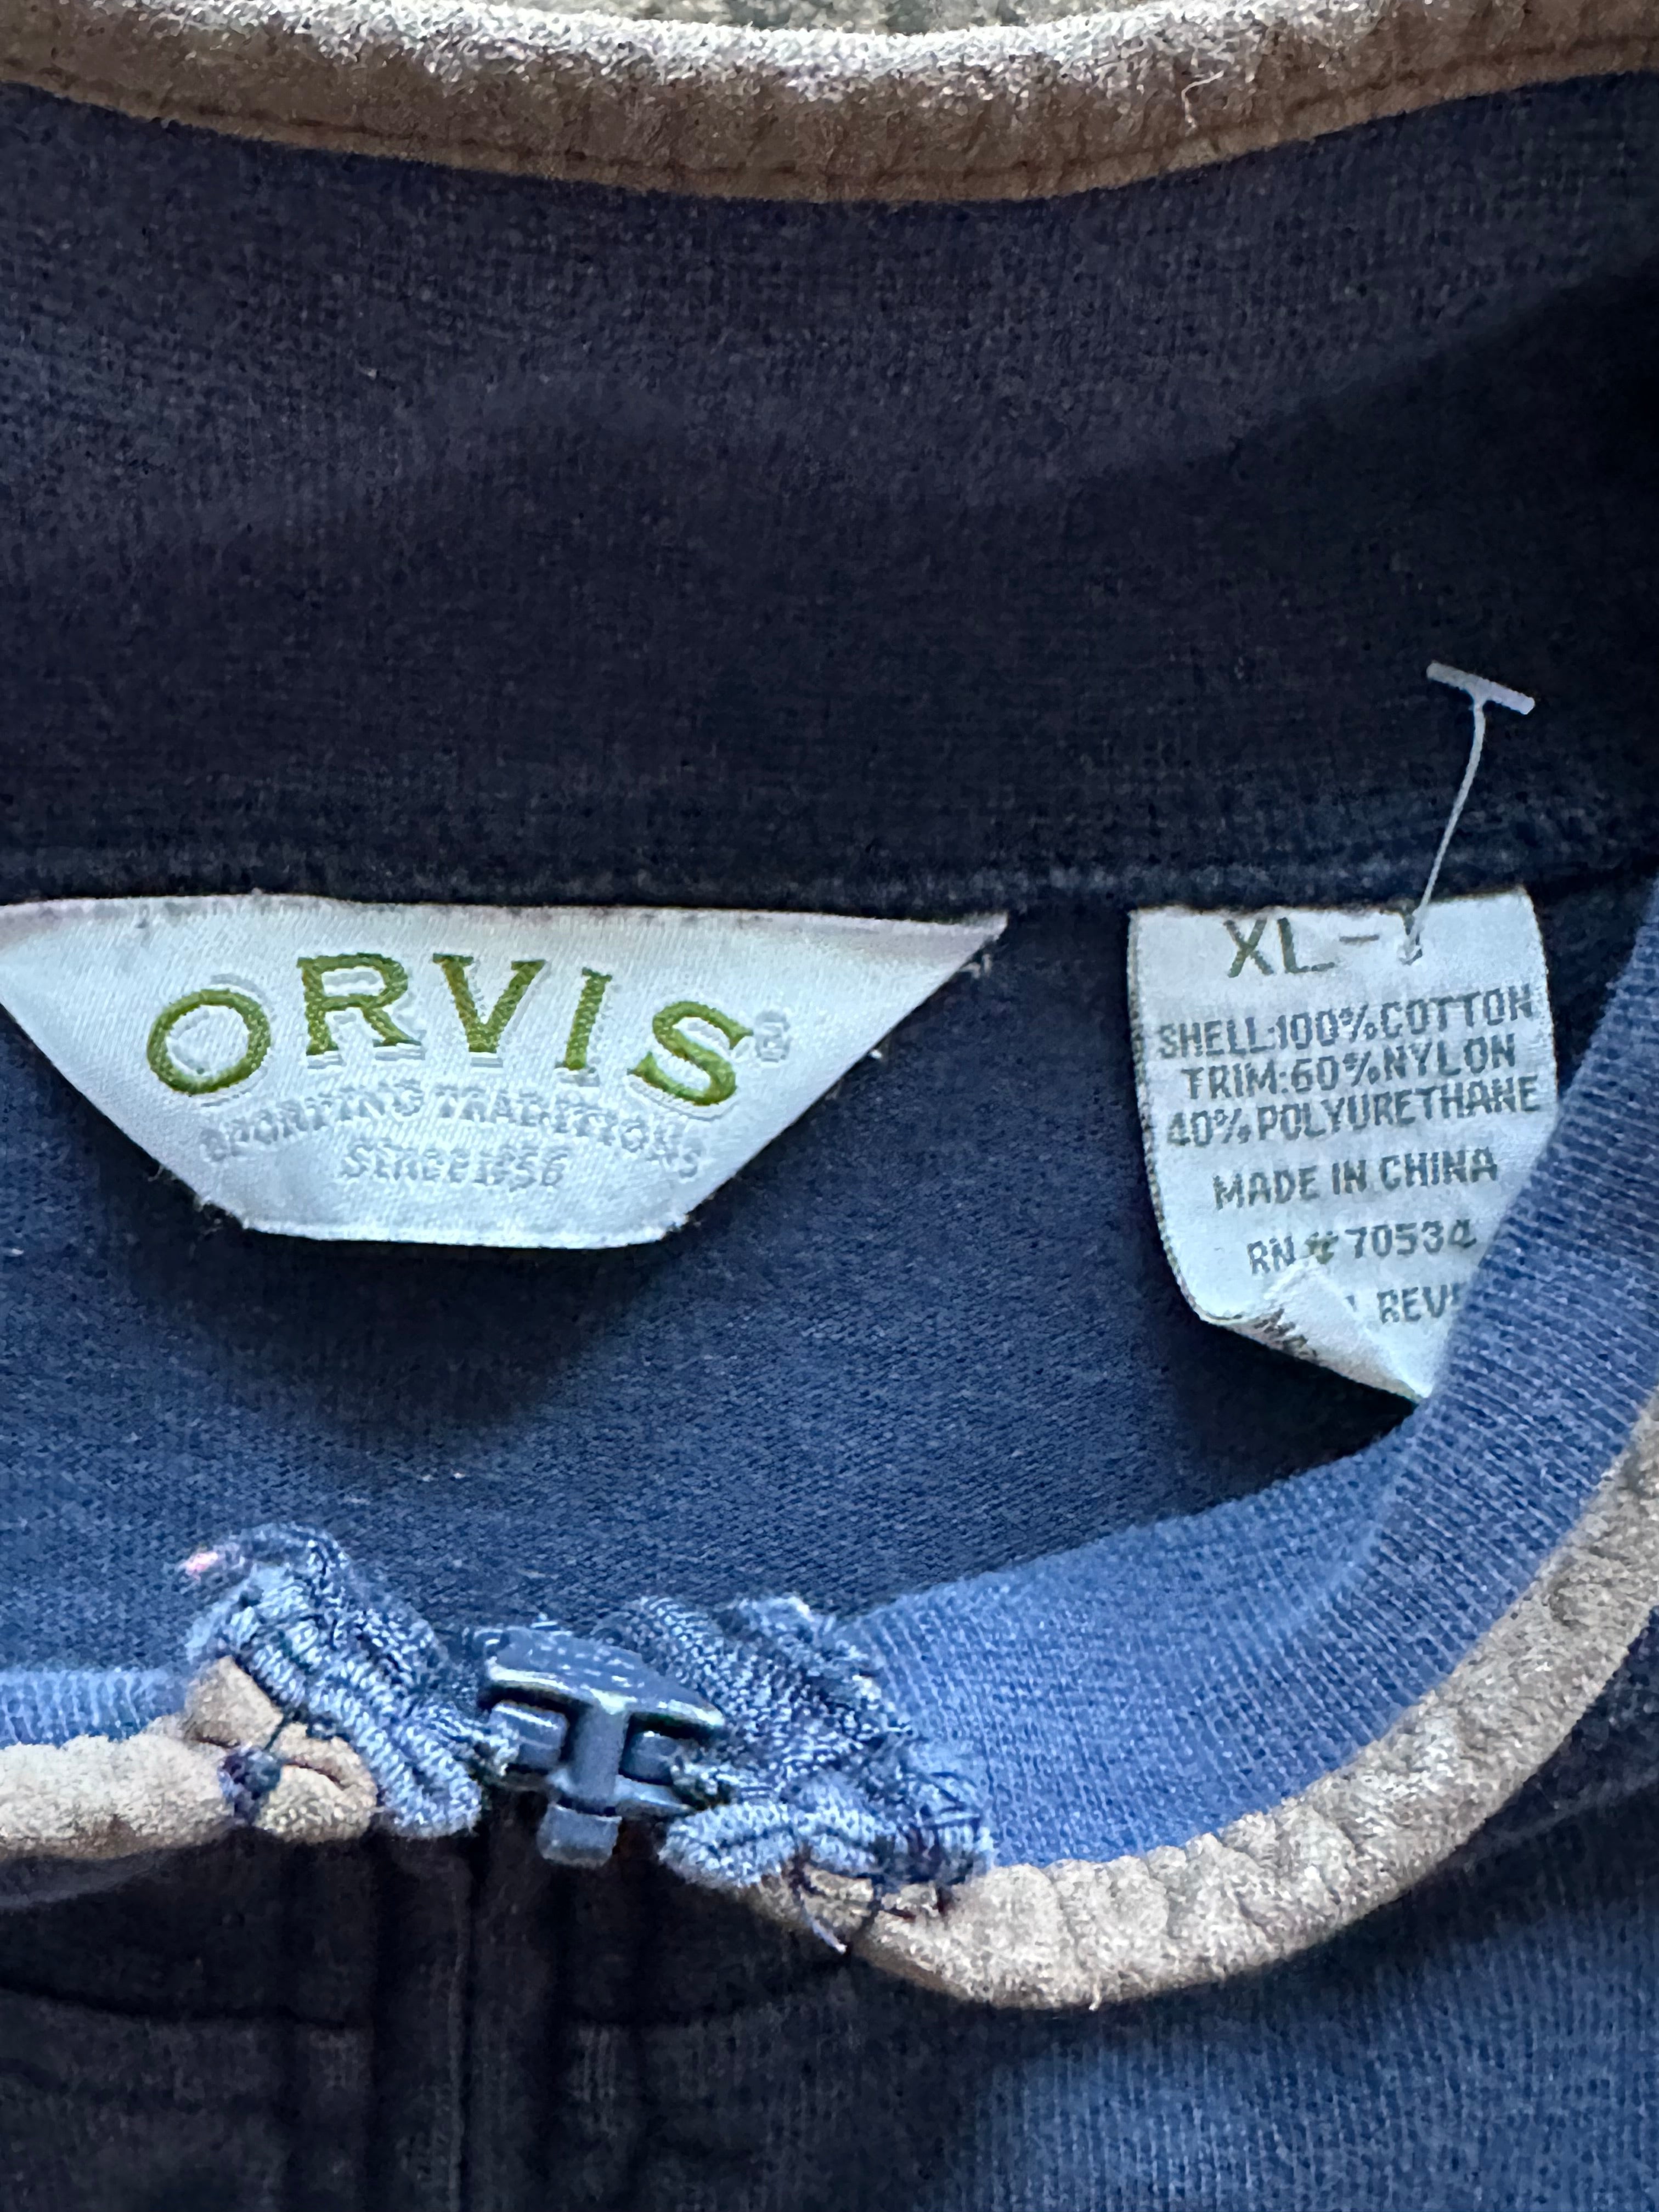 ORVIS®
SPORTING TRADITIONS
SINCE 1856
XL-
SHELL:100%COTTON
TRIM:60%NYLON
40%POLYURETHANE
MADE IN CHINA
RN # 70534